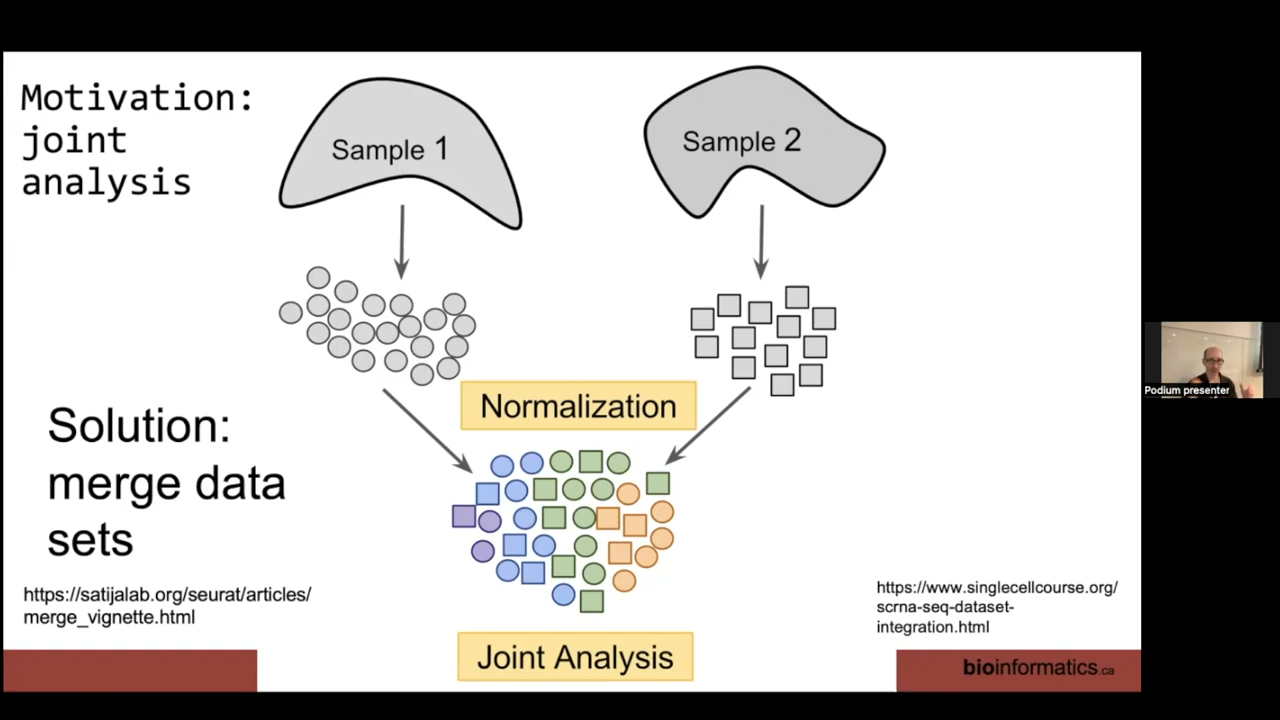 Motivation:
joint
analysis
Sample 1
Sample 2
Normalization
Solution:
merge data
sets
https://satijalab.org/seurat/articles/
merge_vignette.html
https://www.singlecellcourse.org/
scrna-seq-dataset-
integration.html
Joint Analysis
bioinformatics.ca
Podium presenter